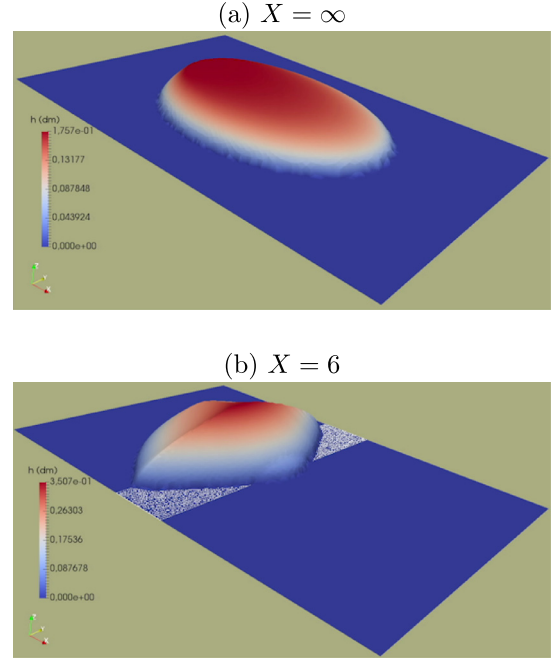 (a) X = ∞
h (dm)
1,757e-01
0,13177
0,087848
0,043924
0,000e+00
Z
Y
X
(b) X = 6
h (dm)
3,507e-01
0,26303
0,17536
0,087678
0,000e+00
Z
Y
X